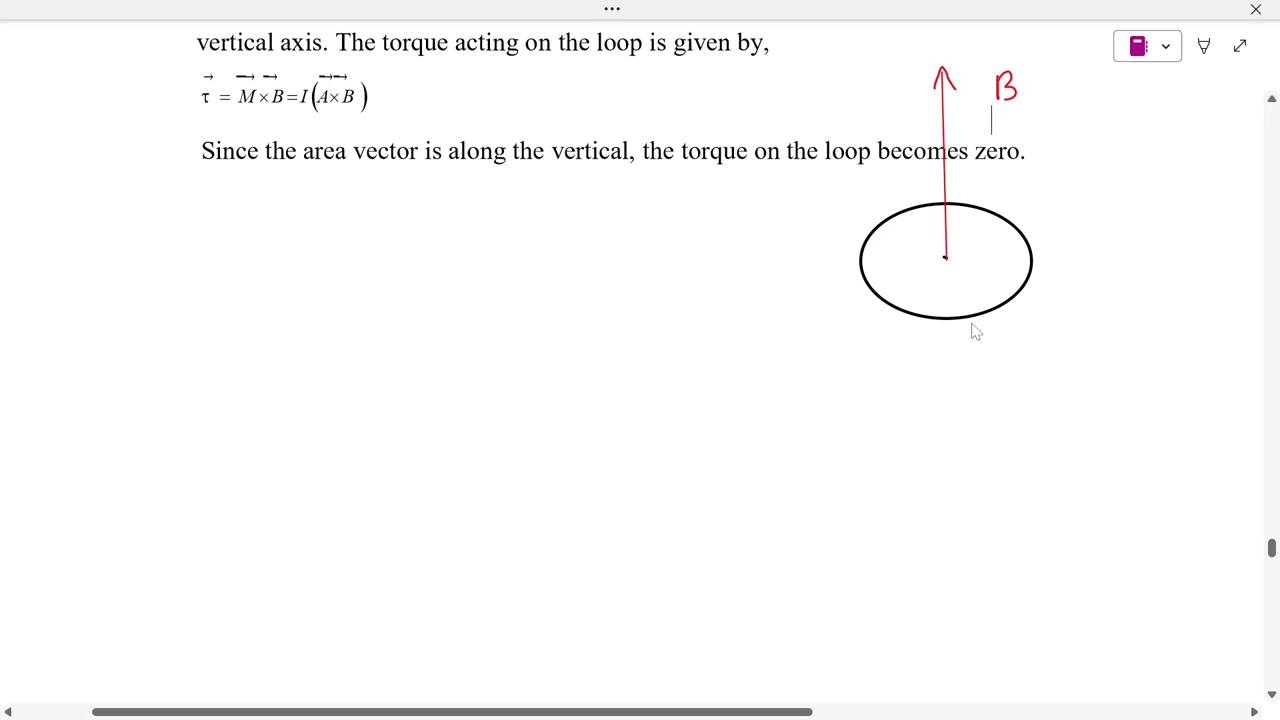 vertical axis. The torque acting on the loop is given by,
B
τ⃗ = M⃗ × B⃗ = I(A⃗ × B⃗)
Since the area vector is along the vertical, the torque on the loop becomes zero.